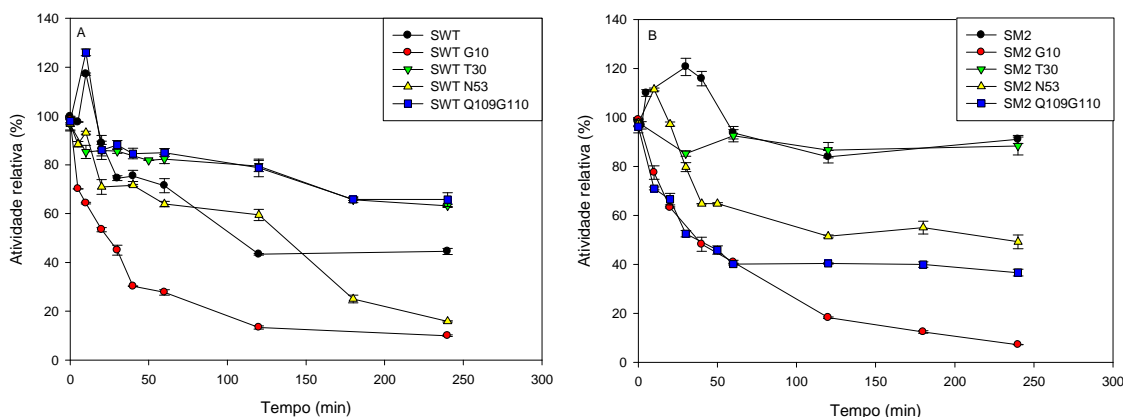 A
SWT
SWT G10
SWT T30
SWT N53
SWT Q109G110
Atividade relativa (%)
140
120
100
80
60
40
20
0
0 50 100 150 200 250 300
Tempo (min)
B
SM2
SM2 G10
SM2 T30
SM2 N53
SM2 Q109G110
Atividade relativa (%)
140
120
100
80
60
40
20
0
0 50 100 150 200 250 300
Tempo (min)